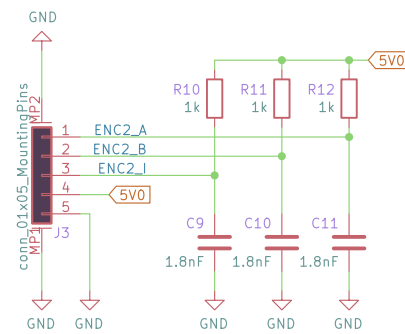 GND
5V0
R10
R11
R12
1k
1k
1k
MP2
conn_01x05_MountingPins
1
ENC2_A
2
ENC2_B
3
ENC2_I
4
5V0
5
J3
MP1
C9
C10
C11
1.8nF
1.8nF
1.8nF
GND
GND
GND
GND
GND